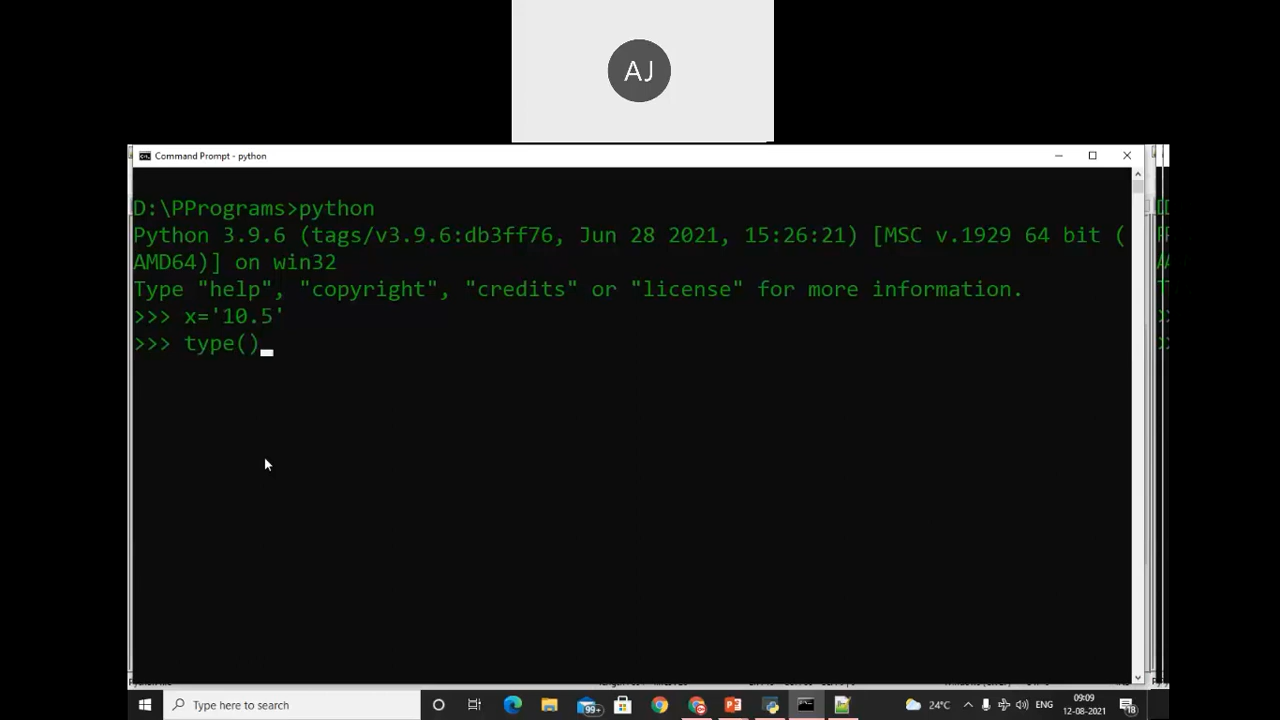 AJ
Command Prompt - python
D:\PPrograms>python
Python 3.9.6 (tags/v3.9.6:db3ff76, Jun 28 2021, 15:26:21) [MSC v.1929 64 bit (
AMD64)] on win32
Type "help", "copyright", "credits" or "license" for more information.
>>> x='10.5'
>>> type()
Type here to search
99+
24°C
ENG
09:09
12-08-2021
18